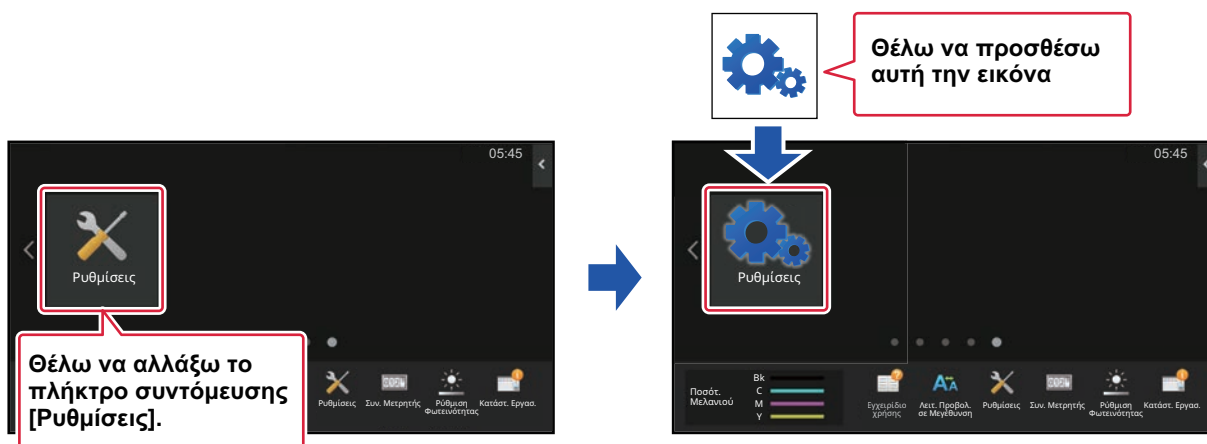 Θέλω να προσθέσω
αυτή την εικόνα
05:45
Ρυθμίσεις
Θέλω να αλλάξω το
πλήκτρο συντόμευσης
[Ρυθμίσεις].
Ρυθμίσεις
Συν. Μετρητής
Ρύθμιση
Φωτεινότητας
Κατάστ. Εργασ.
05:45
Ρυθμίσεις
Ποσότ.
Μελανιού
Bk
C
M
Y
Εγχειρίδιο
χρήσης
Λειτ. Προβολ.
σε Μεγέθυνση
Ρυθμίσεις
Συν. Μετρητής
Ρύθμιση
Φωτεινότητας
Κατάστ. Εργασ.